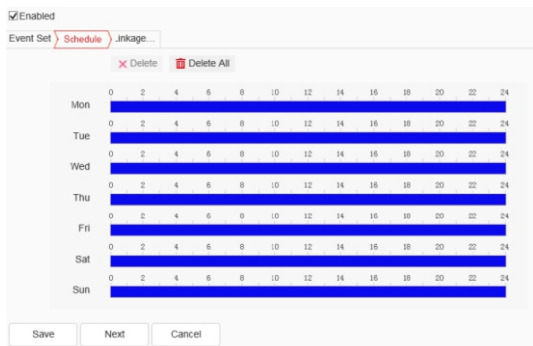 Enabled
Event Set Schedule .inkage...
Delete Delete All
0 2 4 6 8 10 12 14 16 18 20 22 24
Mon
0 2 4 6 8 10 12 14 16 18 20 22 24
Tue
0 2 4 6 8 10 12 14 16 18 20 22 24
Wed
0 2 4 6 8 10 12 14 16 18 20 22 24
Thu
0 2 4 6 8 10 12 14 16 18 20 22 24
Fri
0 2 4 6 8 10 12 14 16 18 20 22 24
Sat
0 2 4 6 8 10 12 14 16 18 20 22 24
Sun
Save Next Cancel